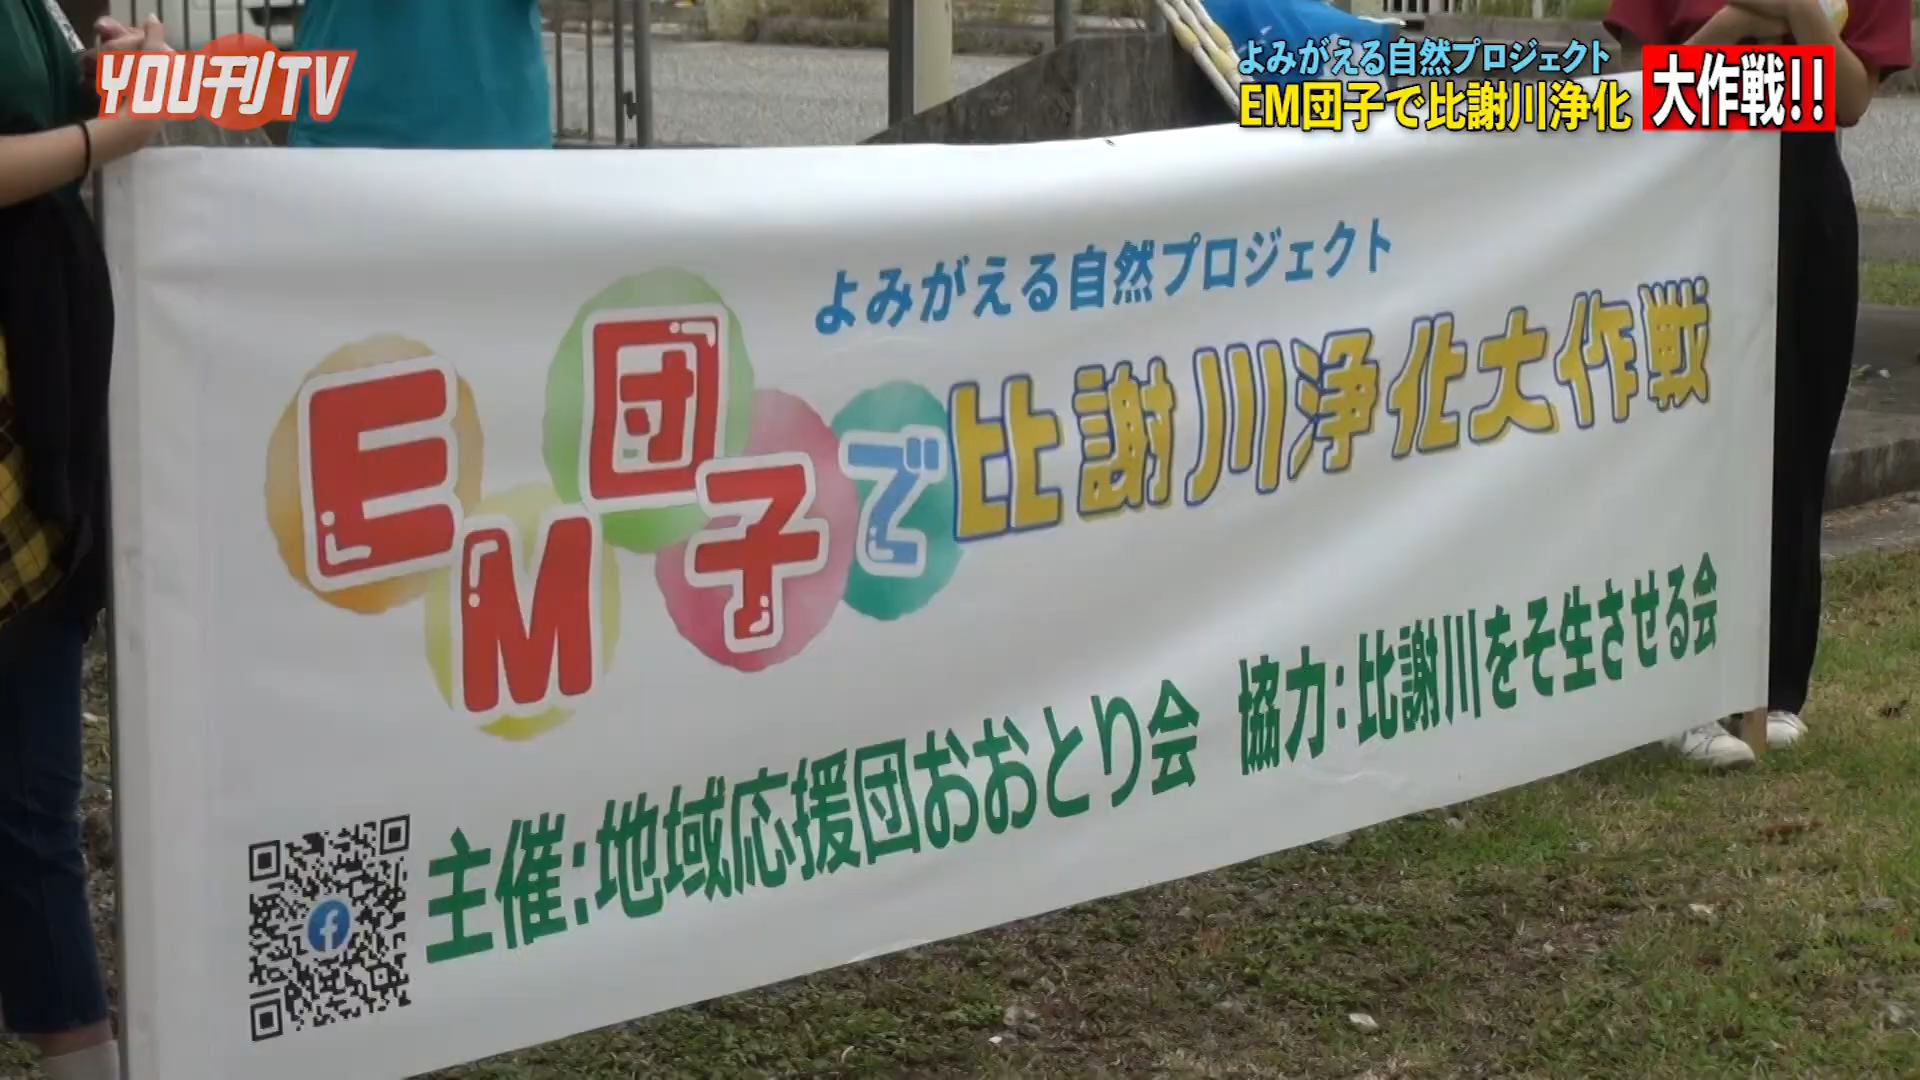 YOU刊TV
よみがえる自然プロジェクト
EM団子で比謝川浄化 大作戦!!
よみがえる自然プロジェクト
EM団子で比謝川浄化大作戦
主催:地域応援団おおとり会 協力:比謝川をそ生させる会